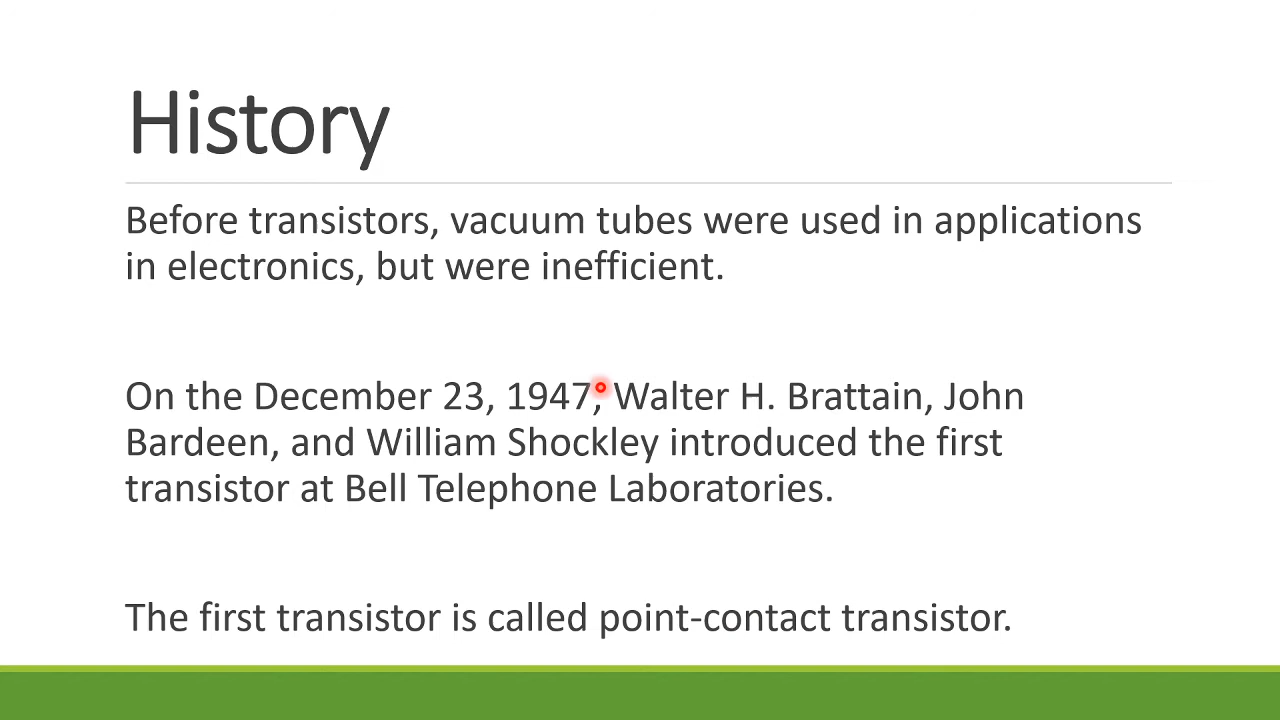 History
Before transistors, vacuum tubes were used in applications
in electronics, but were inefficient.
On the December 23, 1947, Walter H. Brattain, John
Bardeen, and William Shockley introduced the first
transistor at Bell Telephone Laboratories.
The first transistor is called point-contact transistor.